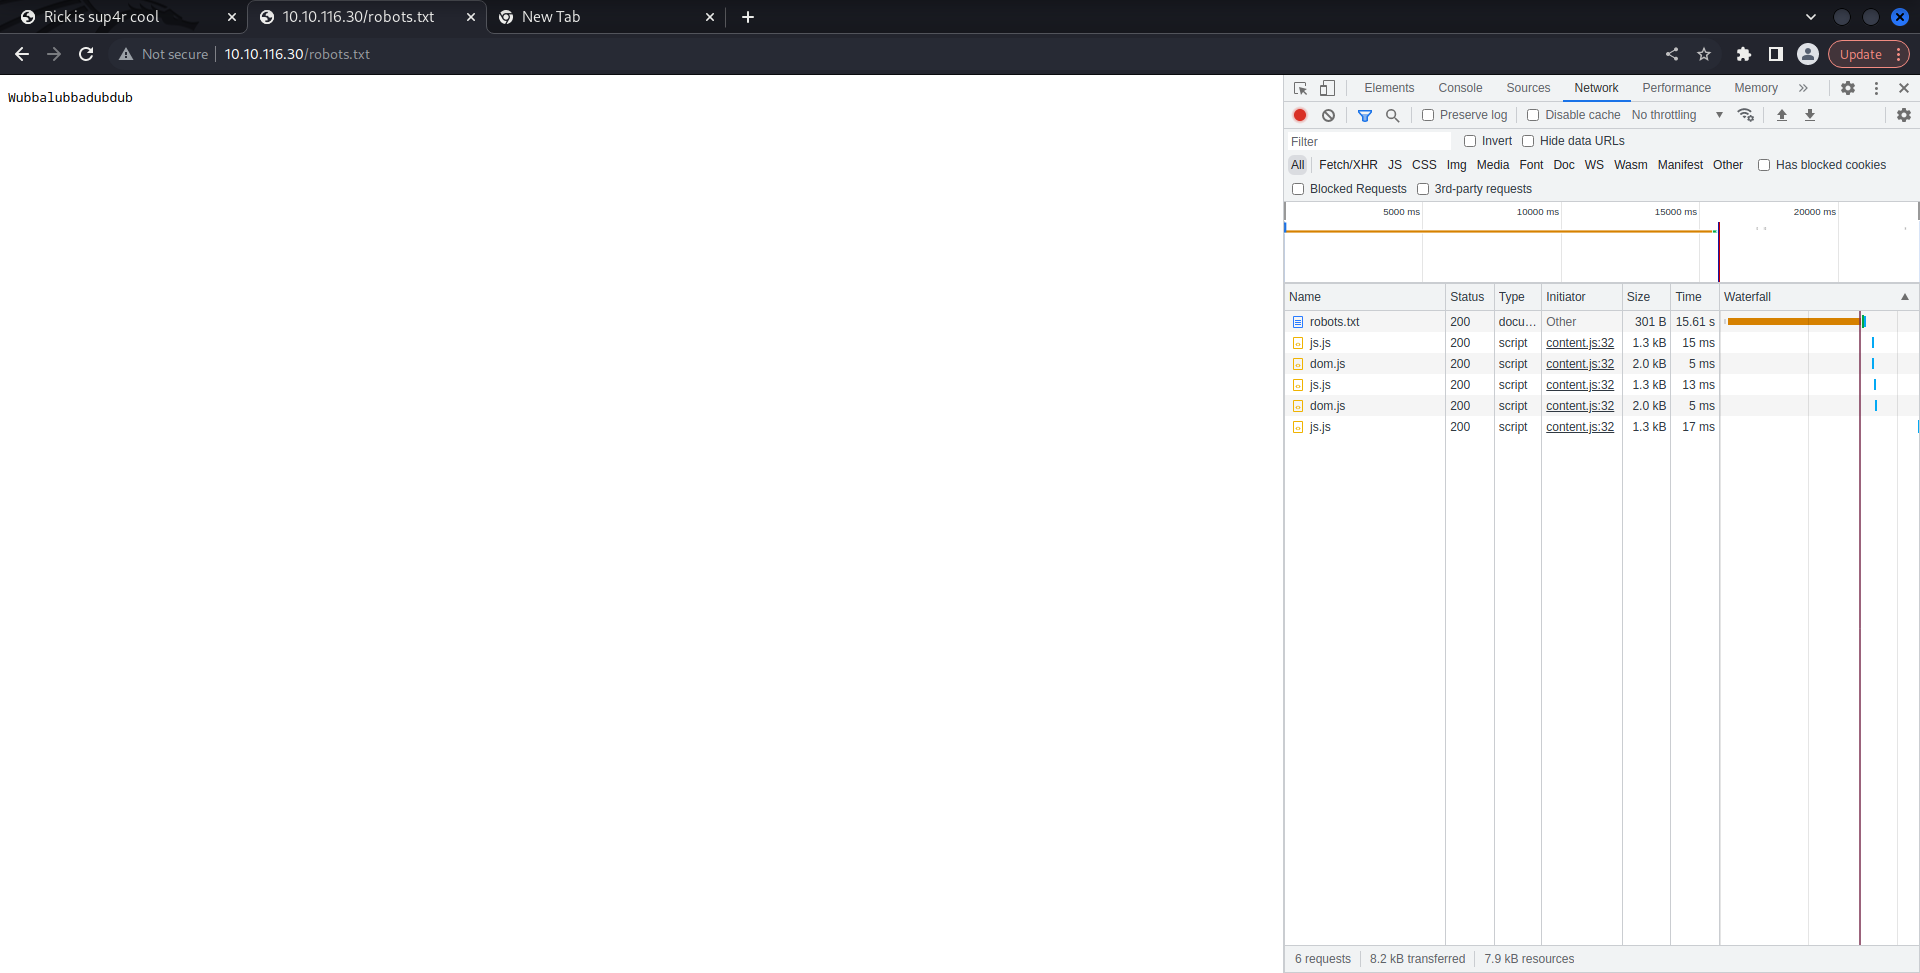 Rick is sup4r cool
10.10.116.30/robots.txt
New Tab
Not secure
10.10.116.30/robots.txt
Update
Wubbalubbadubdub
Elements Console Sources Network Performance Memory
Preserve log Disable cache No throttling
Filter Invert Hide data URLs
All Fetch/XHR JS CSS Img Media Font Doc WS Wasm Manifest Other Has blocked cookies
Blocked Requests 3rd-party requests
5000 ms 10000 ms 15000 ms 20000 ms
Name Status Type Initiator Size Time Waterfall
robots.txt 200 docu… Other 301 B 15.61 s
js.js 200 script content.js:32 1.3 kB 15 ms
dom.js 200 script content.js:32 2.0 kB 5 ms
js.js 200 script content.js:32 1.3 kB 13 ms
dom.js 200 script content.js:32 2.0 kB 5 ms
js.js 200 script content.js:32 1.3 kB 17 ms
6 requests 8.2 kB transferred 7.9 kB resources